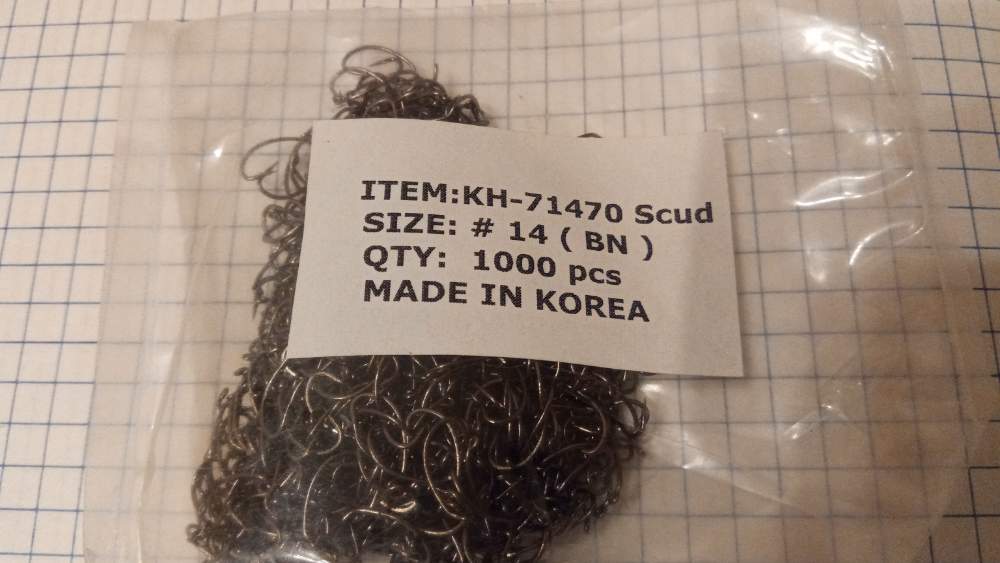 ITEM:KH-71470 Scud
SIZE: # 14 ( BN )
QTY: 1000 pcs
MADE IN KOREA